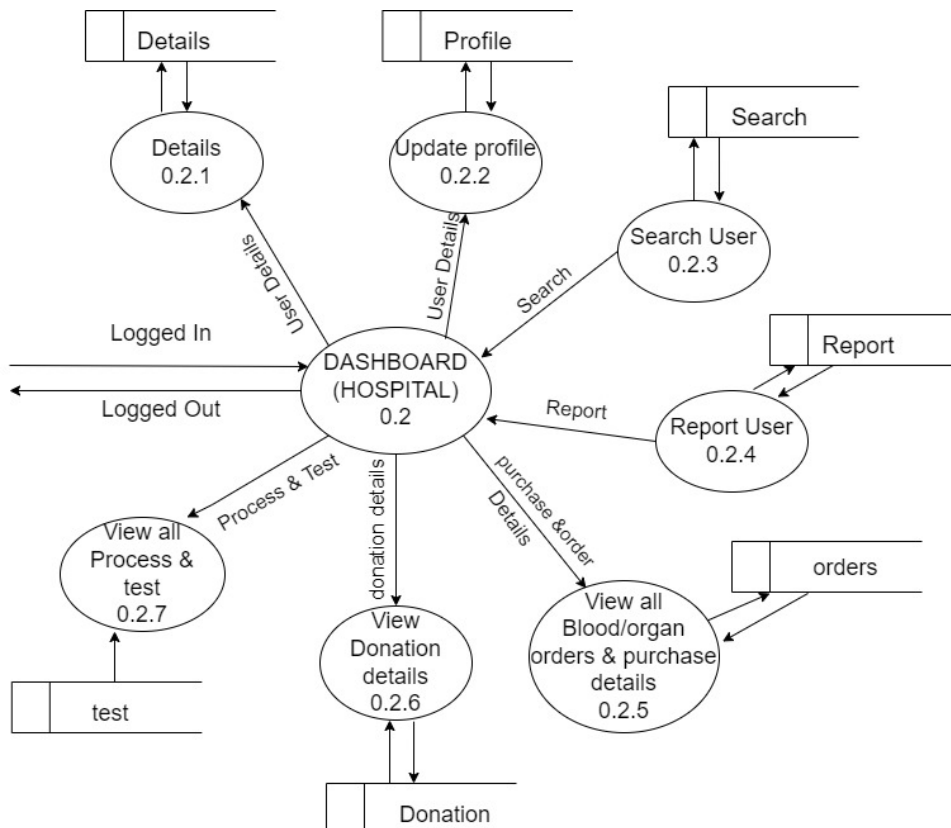 Details
Profile
Search
Details
0.2.1
Update profile
0.2.2
Search User
0.2.3
User Details
User Details
Search
Logged In
Logged Out
DASHBOARD
(HOSPITAL)
0.2
Report
Report
Report User
0.2.4
Process & Test
donation details
purchase &order
Details
View all
Process &
test
0.2.7
View
Donation
details
0.2.6
View all
Blood/organ
orders & purchase
details
0.2.5
orders
test
Donation